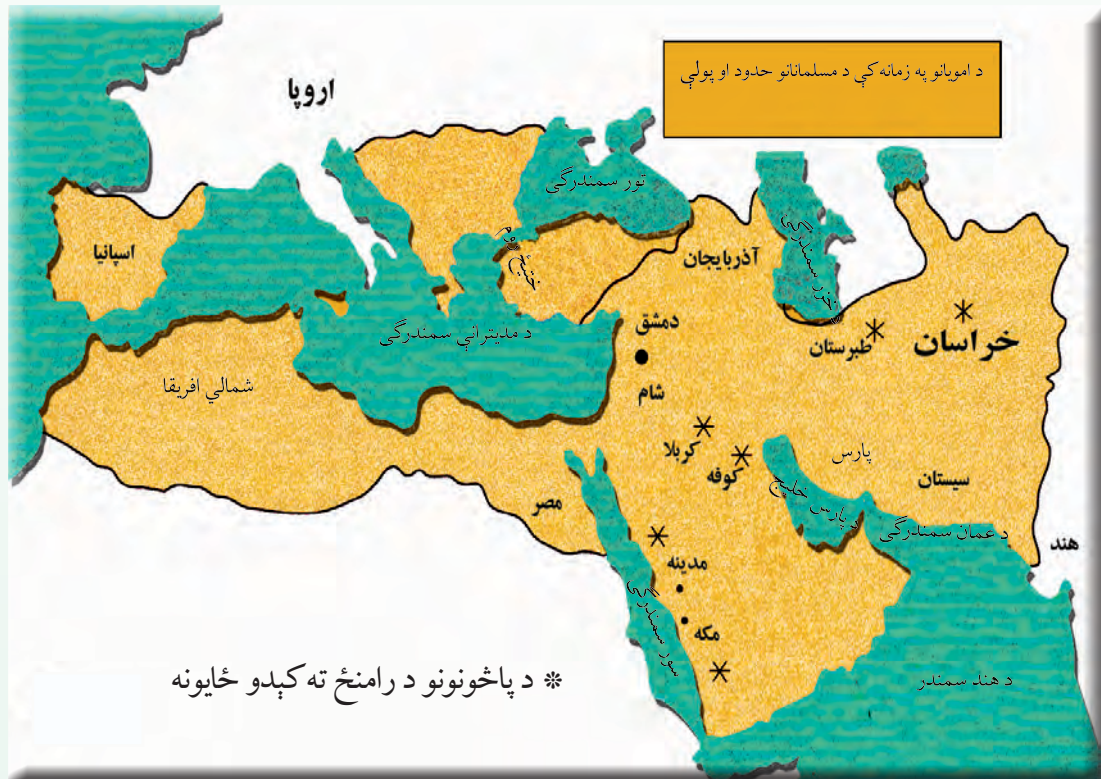 د امویانو په زمانه کې د مسلمانانو حدود او پولې
اروپا
تور سمندرگی
اسپانیا
ختیځ روم
آذربایجان
خزر سمندرگی
دمشق
د مدیترانې سمندرگی
طبرستان
خراسان
شمالي افریقا
شام
کربلا
کوفه
پارس
سیستان
مصر
د پارس خلیج
د عمان سمندرگی
هند
مدینه
سور سمندرگی
مکه
د هند سمندر
* د پاڅونونو د رامنځ ته کېدو ځایونه